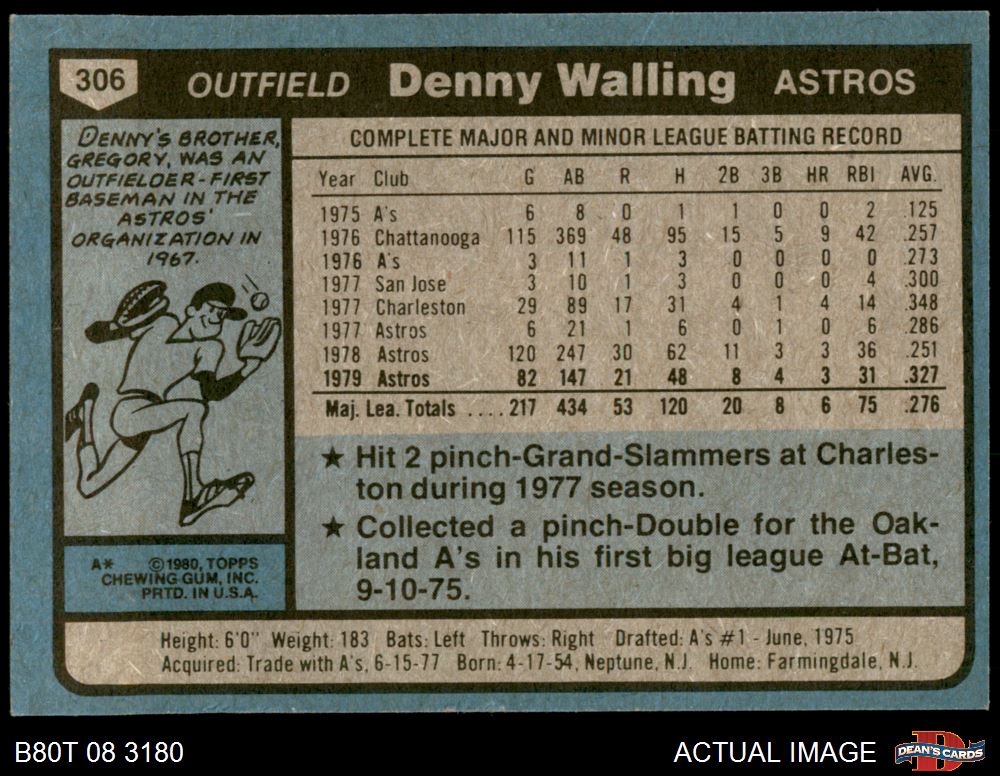 306 OUTFIELD Denny Walling ASTROS
DENNY'S BROTHER,
GREGORY, WAS AN
OUTFIELDER-FIRST
BASEMAN IN THE
ASTROS'
ORGANIZATION IN
1967.
COMPLETE MAJOR AND MINOR LEAGUE BATTING RECORD
Year Club G AB R H 2B 3B HR RBI AVG.
1975 A's 6 8 0 1 1 0 0 2 .125
1976 Chattanooga 115 369 48 95 15 5 9 42 .257
1976 A's 3 11 1 3 0 0 0 0 .273
1977 San Jose 3 10 1 3 0 0 0 4 .300
1977 Charleston 29 89 17 31 4 1 4 14 .348
1977 Astros 6 21 1 6 0 1 0 6 .286
1978 Astros 120 247 30 62 11 3 3 36 .251
1979 Astros 82 147 21 48 8 4 3 31 .327
Maj. Lea. Totals .... 217 434 53 120 20 8 6 75 .276
★ Hit 2 pinch-Grand-Slammers at Charles-
ton during 1977 season.
★ Collected a pinch-Double for the Oak-
land A's in his first big league At-Bat,
9-10-75.
A* ©1980, TOPPS
CHEWING GUM, INC.
PRTD. IN U.S.A.
Height: 6'0" Weight: 183 Bats: Left Throws: Right Drafted: A's #1 - June, 1975
Acquired: Trade with A's, 6-15-77 Born: 4-17-54, Neptune, N.J. Home: Farmingdale, N.J.
B80T 08 3180 ACTUAL IMAGE DEAN'S CARDS